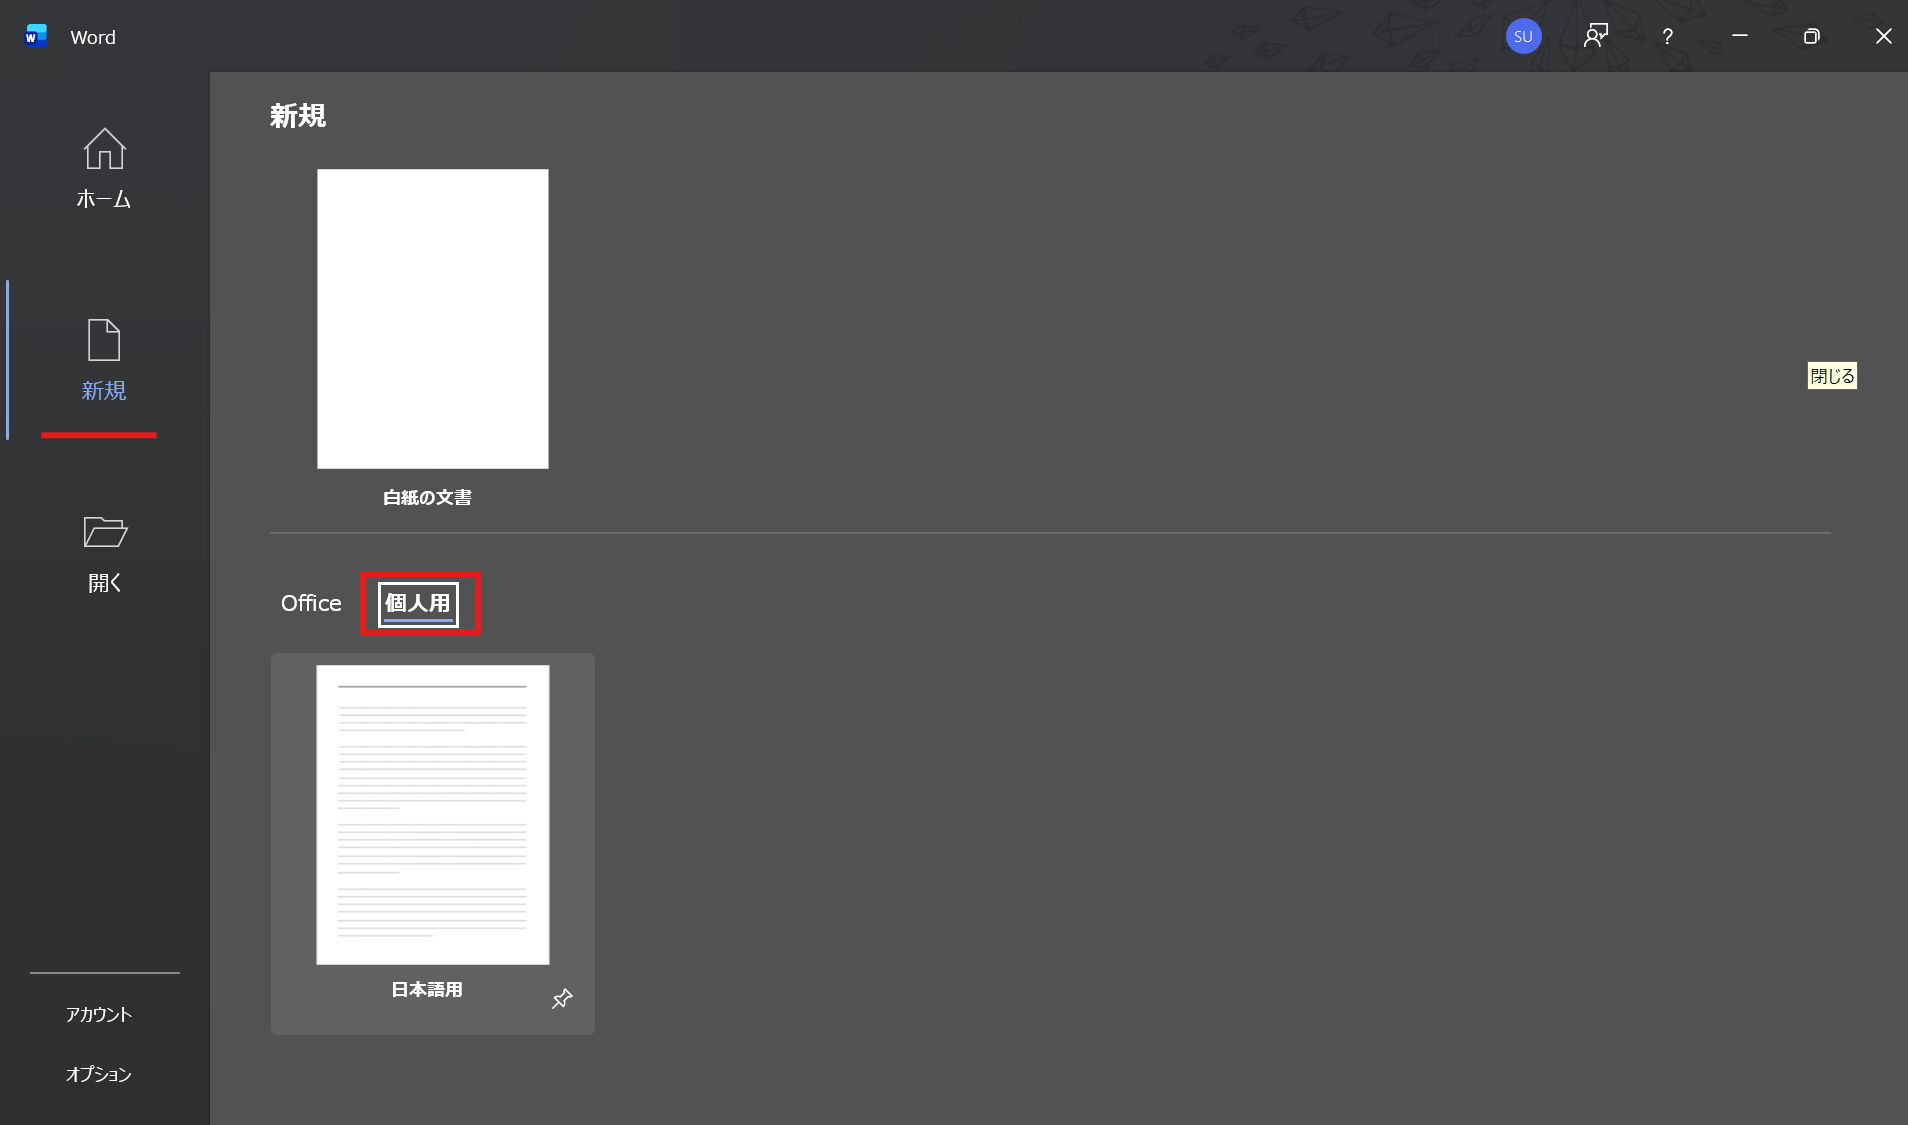 Word
SU
?
ホーム
新規
開く
アカウント
オプション
新規
白紙の文書
閉じる
Office
個人用
日本語用